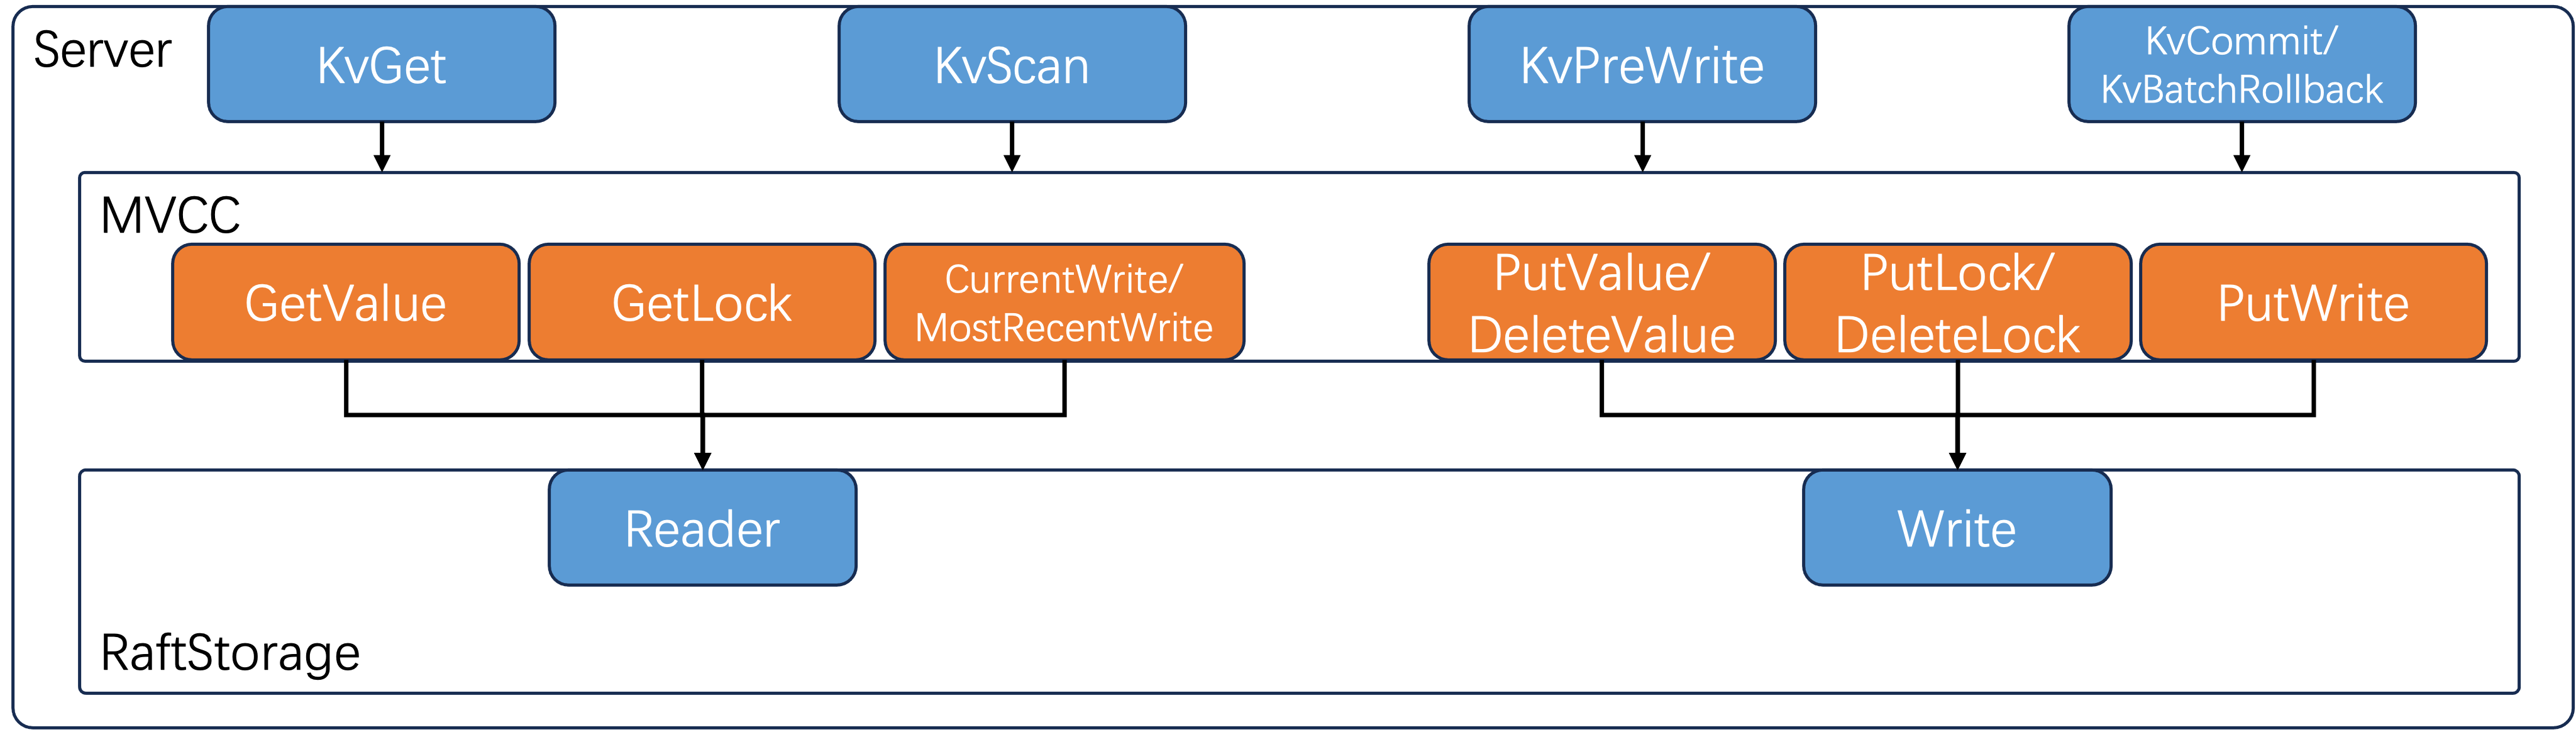 Server
KvGet
KvScan
KvPreWrite
KvCommit/
KvBatchRollback
MVCC
GetValue
GetLock
CurrentWrite/
MostRecentWrite
PutValue/
DeleteValue
PutLock/
DeleteLock
PutWrite
Reader
Write
RaftStorage